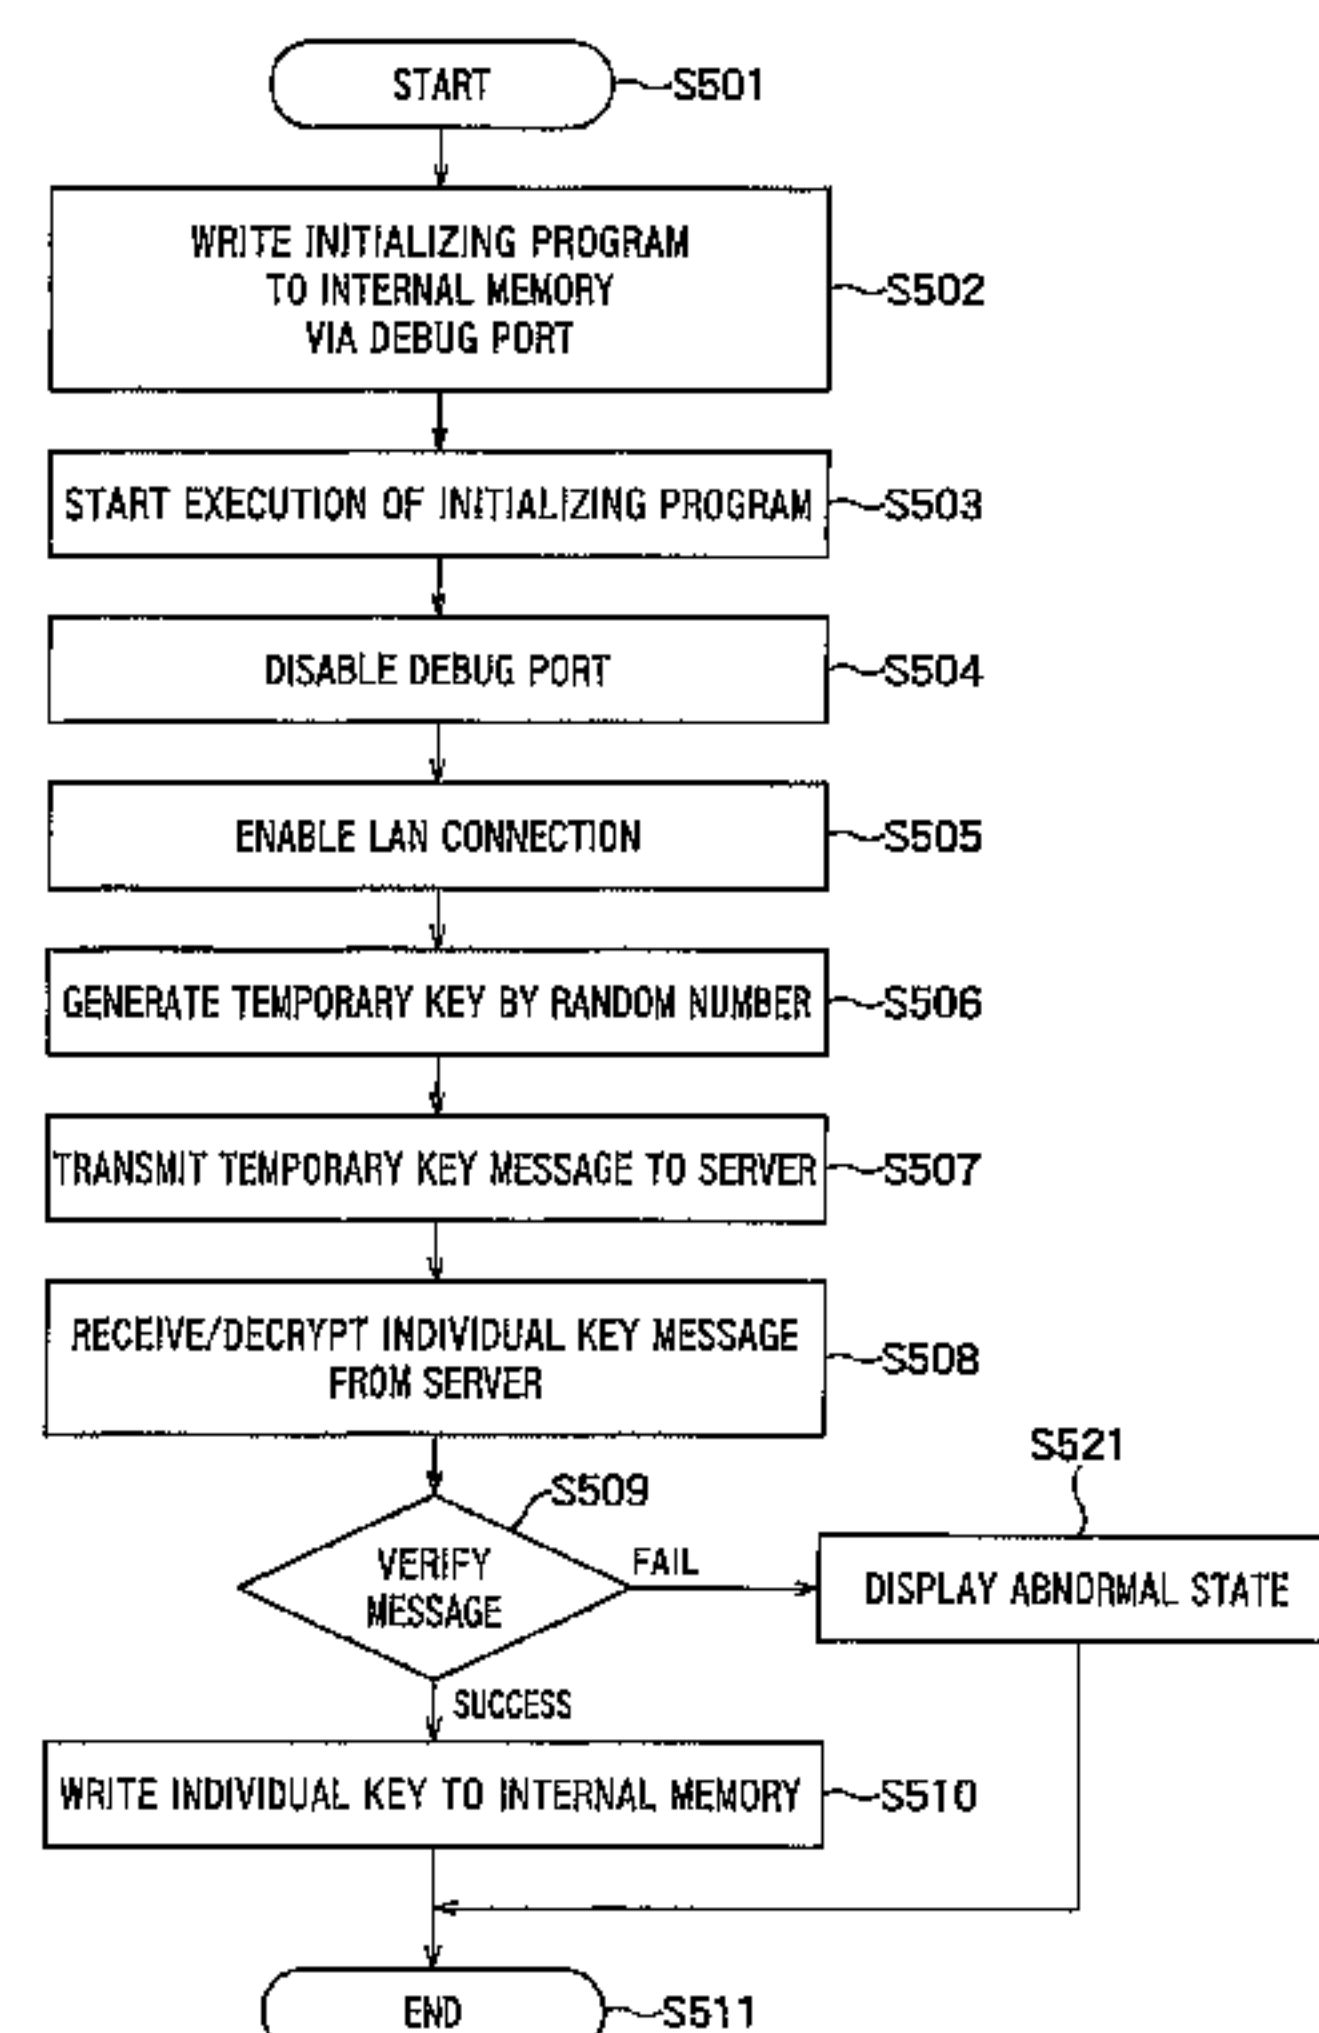 START
S501
WRITE INITIALIZING PROGRAM
TO INTERNAL MEMORY
VIA DEBUG PORT
S502
START EXECUTION OF INITIALIZING PROGRAM
S503
DISABLE DEBUG PORT
S504
ENABLE LAN CONNECTION
S505
GENERATE TEMPORARY KEY BY RANDOM NUMBER
S506
TRANSMIT TEMPORARY KEY MESSAGE TO SERVER
S507
RECEIVE/DECRYPT INDIVIDUAL KEY MESSAGE
FROM SERVER
S508
S509
VERIFY
MESSAGE
FAIL
S521
DISPLAY ABNORMAL STATE
SUCCESS
WRITE INDIVIDUAL KEY TO INTERNAL MEMORY
S510
END
S511